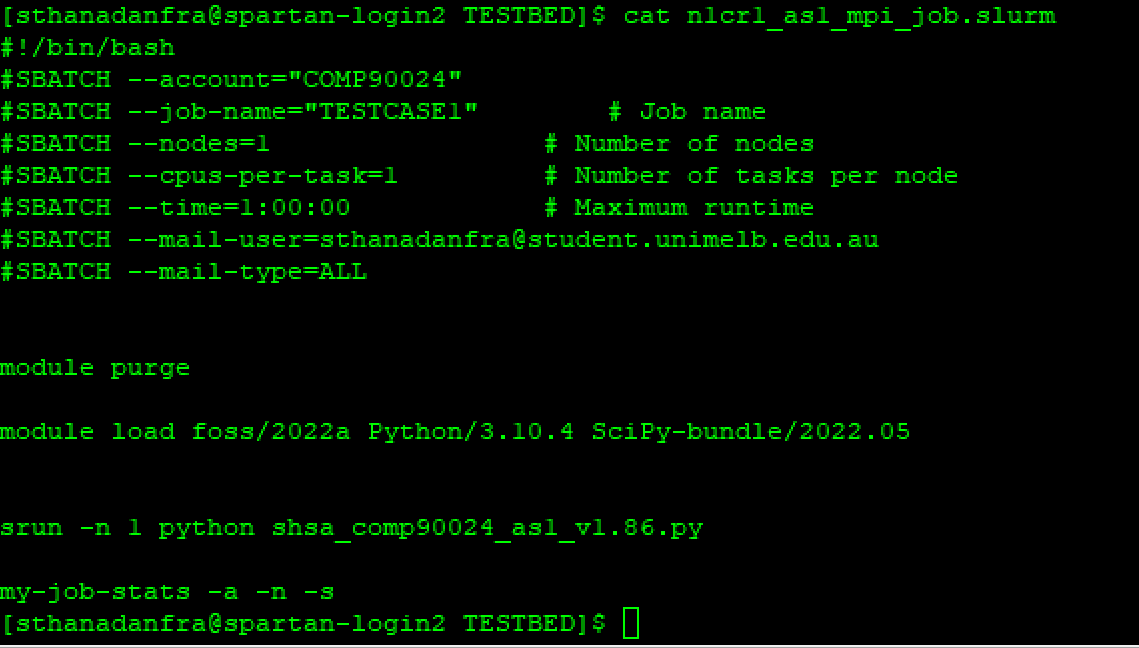 [sthanadanfra@spartan-login2 TESTBED]$ cat n1cr1_as1_mpi_job.slurm
#!/bin/bash
#SBATCH --account="COMP90024"
#SBATCH --job-name="TESTCASE1"        # Job name
#SBATCH --nodes=1                 # Number of nodes
#SBATCH --cpus-per-task=1         # Number of tasks per node
#SBATCH --time=1:00:00            # Maximum runtime
#SBATCH --mail-user=sthanadanfra@student.unimelb.edu.au
#SBATCH --mail-type=ALL
module purge
module load foss/2022a Python/3.10.4 SciPy-bundle/2022.05
srun -n 1 python shsa_comp90024_as1_v1.86.py
my-job-stats -a -n -s
[sthanadanfra@spartan-login2 TESTBED]$